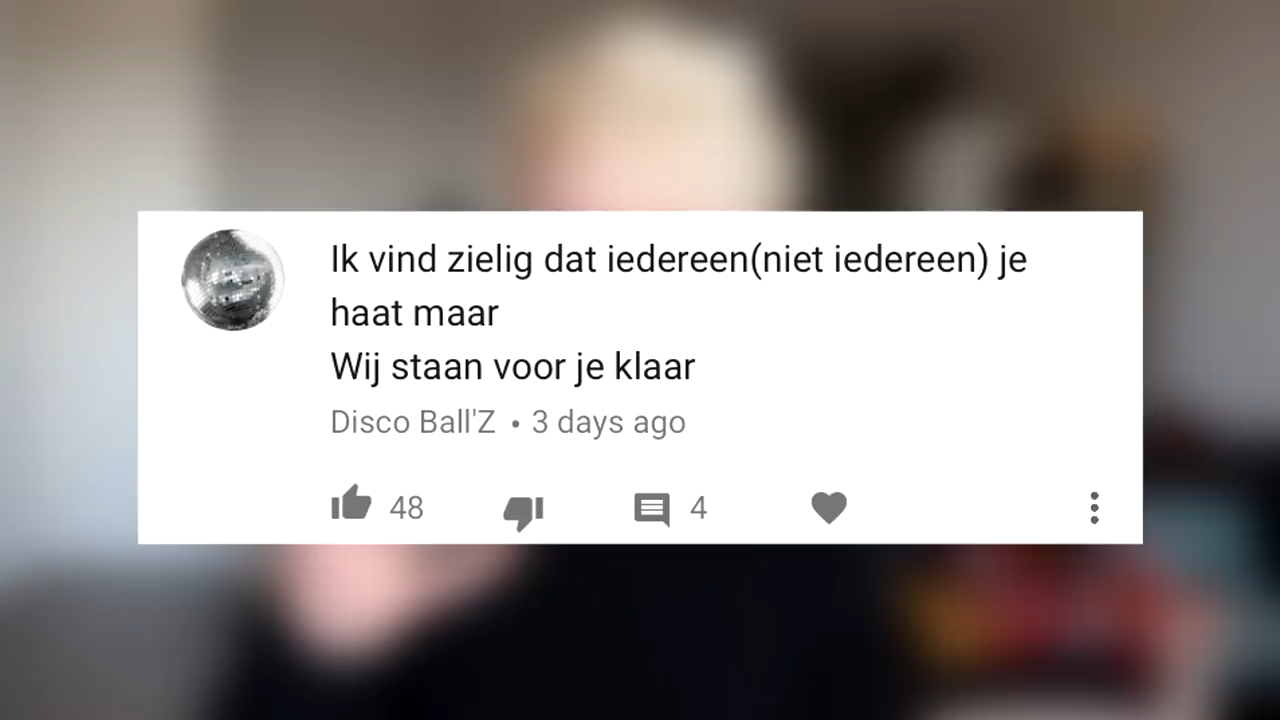 Ik vind zielig dat iedereen(niet iedereen) je
haat maar
Wij staan voor je klaar
Disco Ball'Z • 3 days ago
48 4